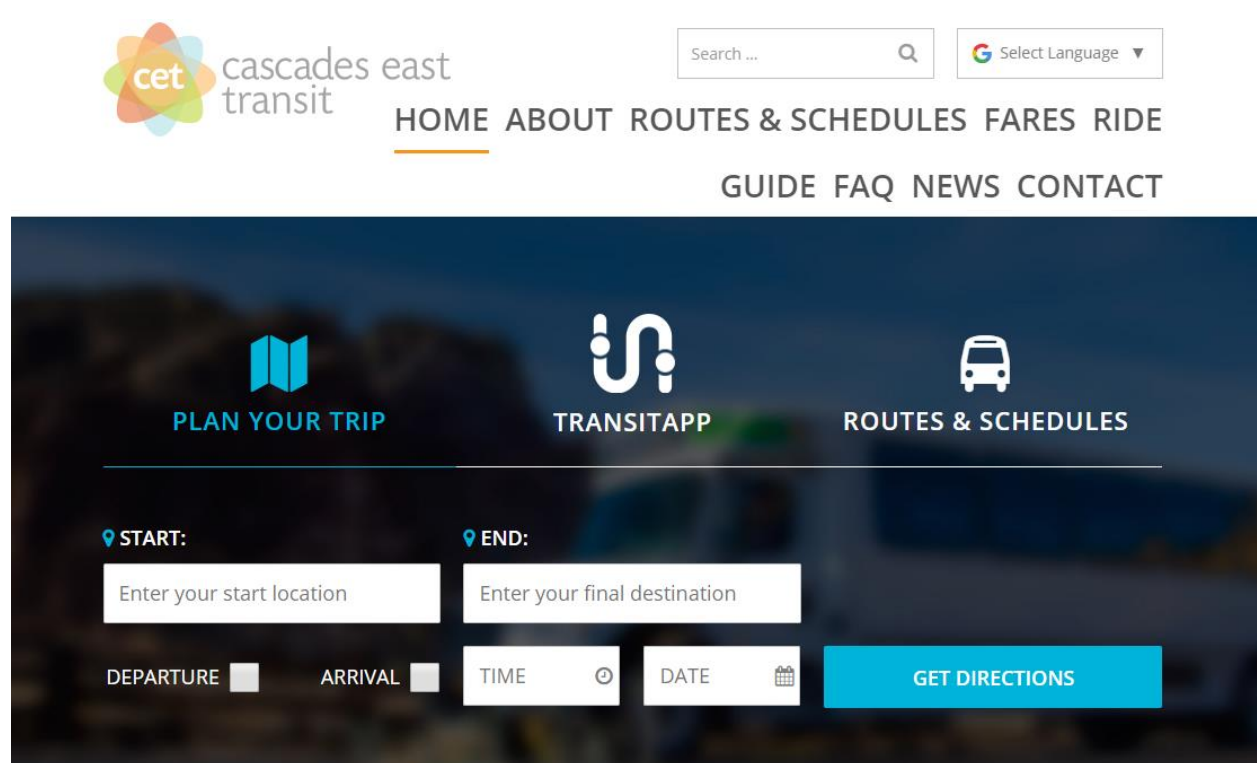 cet
cascades east
transit
Search ...
Select Language ▼
HOME ABOUT ROUTES & SCHEDULES FARES RIDE
GUIDE FAQ NEWS CONTACT
PLAN YOUR TRIP
TRANSITAPP
ROUTES & SCHEDULES
START:
END:
Enter your start location
Enter your final destination
DEPARTURE
ARRIVAL
TIME
DATE
GET DIRECTIONS